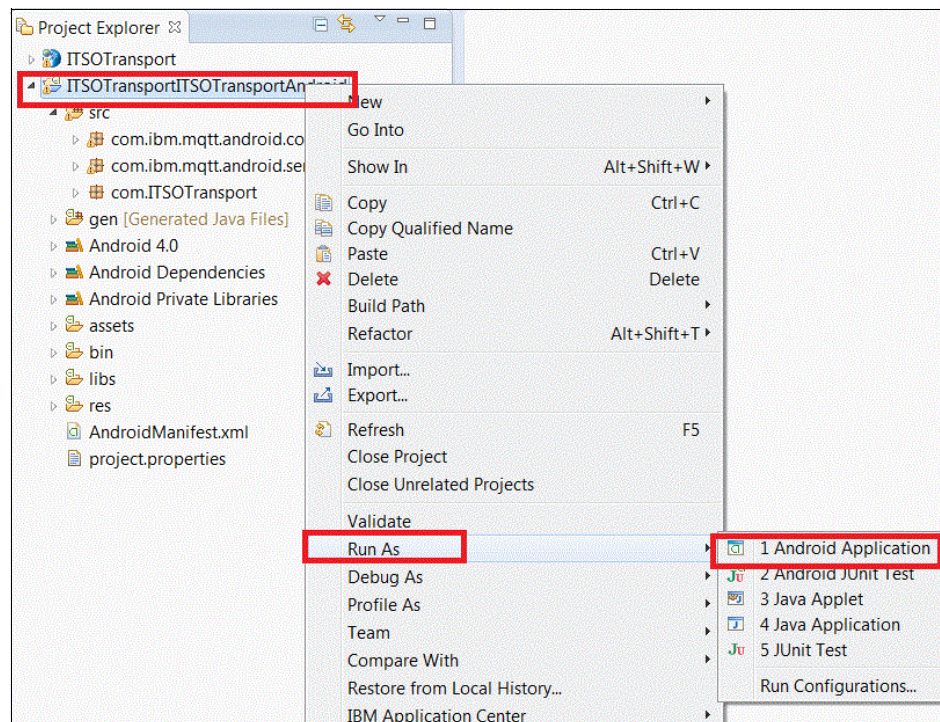 Project Explorer
ITSOTransport
ITSOTransportITSOTransportAndroid
src
com.ibm.mqtt.android.co
com.ibm.mqtt.android.ser
com.ITSOTransport
gen [Generated Java Files]
Android 4.0
Android Dependencies
Android Private Libraries
assets
bin
libs
res
AndroidManifest.xml
project.properties
New
Go Into
Show In Alt+Shift+W
Copy Ctrl+C
Copy Qualified Name
Paste Ctrl+V
Delete Delete
Build Path
Refactor Alt+Shift+T
Import...
Export...
Refresh F5
Close Project
Close Unrelated Projects
Validate
Run As
Debug As
Profile As
Team
Compare With
Restore from Local History...
IBM Application Center
1 Android Application
2 Android JUnit Test
3 Java Applet
4 Java Application
5 JUnit Test
Run Configurations...